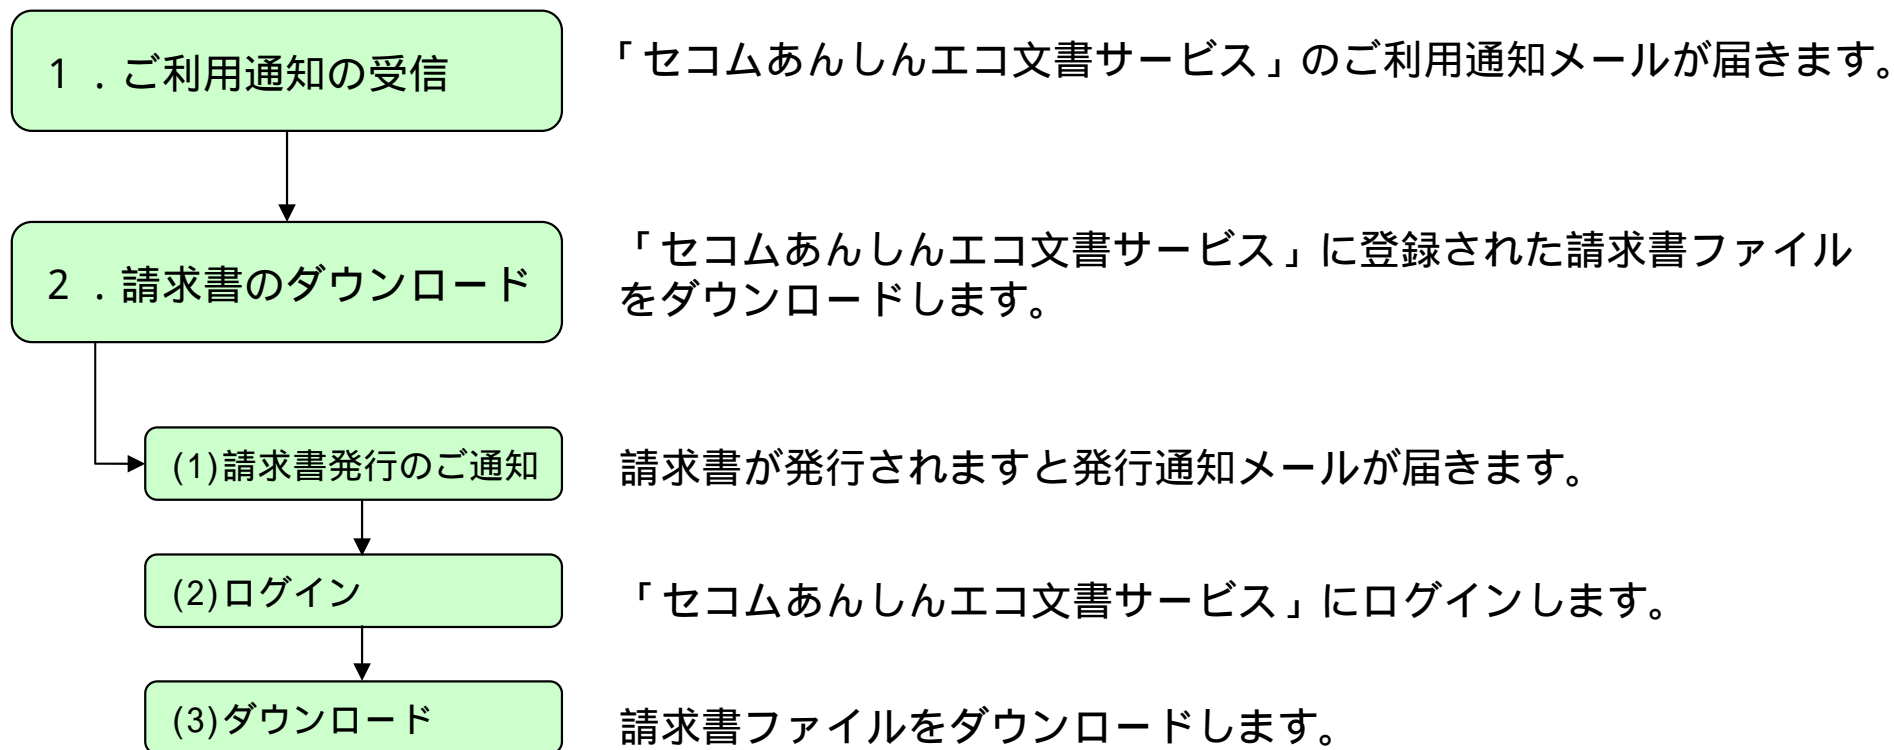 １．ご利用通知の受信
「セコムあんしんエコ文書サービス」のご利用通知メールが届きます。
２．請求書のダウンロード
「セコムあんしんエコ文書サービス」に登録された請求書ファイル
をダウンロードします。
(1)請求書発行のご通知
請求書が発行されますと発行通知メールが届きます。
(2)ログイン
「セコムあんしんエコ文書サービス」にログインします。
(3)ダウンロード
請求書ファイルをダウンロードします。